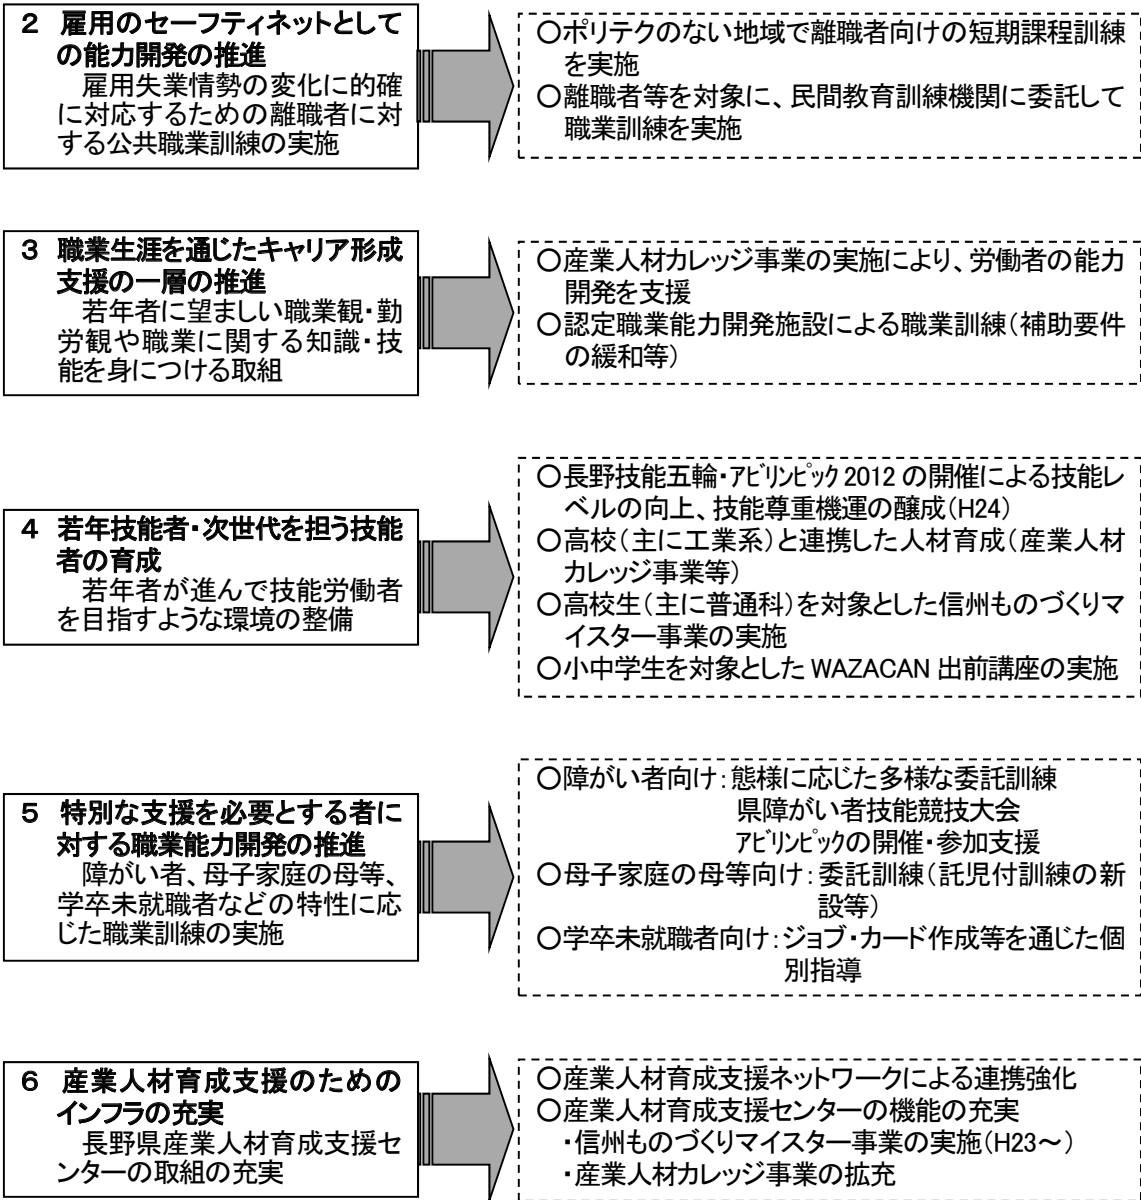 ２ 雇用のセーフティネットとして
の能力開発の推進
雇用失業情勢の変化に的確
に対応するための離職者に対
する公共職業訓練の実施
○ポリテクのない地域で離職者向けの短期課程訓練
を実施
○離職者等を対象に、民間教育訓練機関に委託して
職業訓練を実施
３ 職業生涯を通じたキャリア形成
支援の一層の推進
若年者に望ましい職業観・勤
労観や職業に関する知識・技
能を身につける取組
○産業人材カレッジ事業の実施により、労働者の能力
開発を支援
○認定職業能力開発施設による職業訓練（補助要件
の緩和等）
４ 若年技能者・次世代を担う技能
者の育成
若年者が進んで技能労働者
を目指すような環境の整備
○長野技能五輪・アビリンピック 2012 の開催による技能レ
ベルの向上、技能尊重機運の醸成（H24）
○高校（主に工業系）と連携した人材育成（産業人材
カレッジ事業等）
○高校生（主に普通科）を対象とした信州ものづくりマ
イスター事業の実施
○小中学生を対象とした WAZACAN 出前講座の実施
５ 特別な支援を必要とする者に
対する職業能力開発の推進
障がい者、母子家庭の母等、
学卒未就職者などの特性に応
じた職業訓練の実施
○障がい者向け：態様に応じた多様な委託訓練
県障がい者技能競技大会
アビリンピックの開催・参加支援
○母子家庭の母等向け：委託訓練（託児付訓練の新
設等）
○学卒未就職者向け：ジョブ・カード作成等を通じた個
別指導
６ 産業人材育成支援のための
インフラの充実
長野県産業人材育成支援セ
ンターの取組の充実
○産業人材育成支援ネットワークによる連携強化
○産業人材育成支援センターの機能の充実
・信州ものづくりマイスター事業の実施（H23～）
・産業人材カレッジ事業の拡充